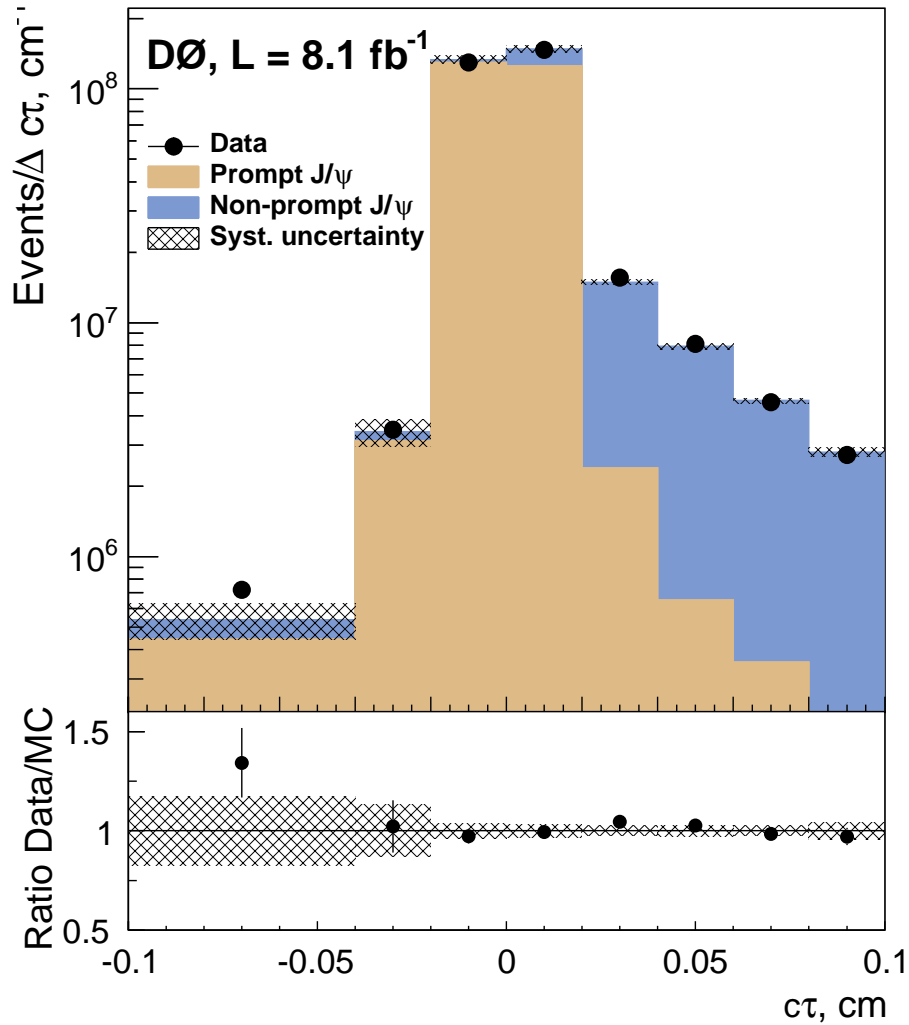 Events/Δ cτ, cm⁻¹
DØ, L = 8.1 fb⁻¹
Data
Prompt J/ψ
Non-prompt J/ψ
Syst. uncertainty
10⁸
10⁷
10⁶
Ratio Data/MC
1.5
1
0.5
-0.1
-0.05
0
0.05
0.1
cτ, cm